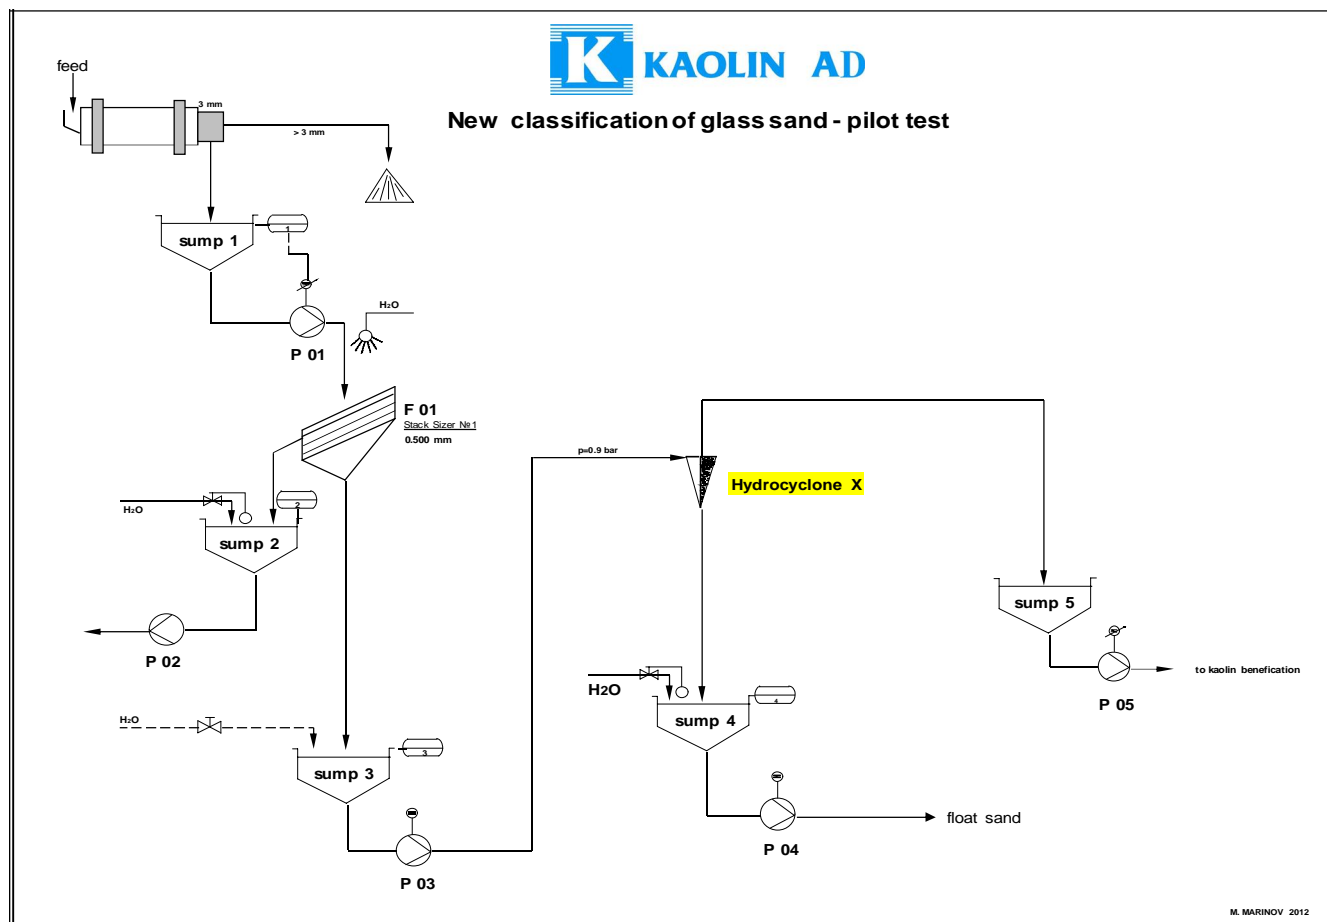 KAOLIN AD
New classification of glass sand - pilot test
feed
3 mm
> 3 mm
sump 1
1
H₂O
P 01
F 01
Stack Sizer №1
0.500 mm
p=0.9 bar
Hydrocyclone X
H₂O
2
sump 2
P 02
sump 5
to kaolin benefication
P 05
H₂O
sump 4
4
H₂O
sump 3
3
float sand
P 04
P 03
M. MARINOV 2012